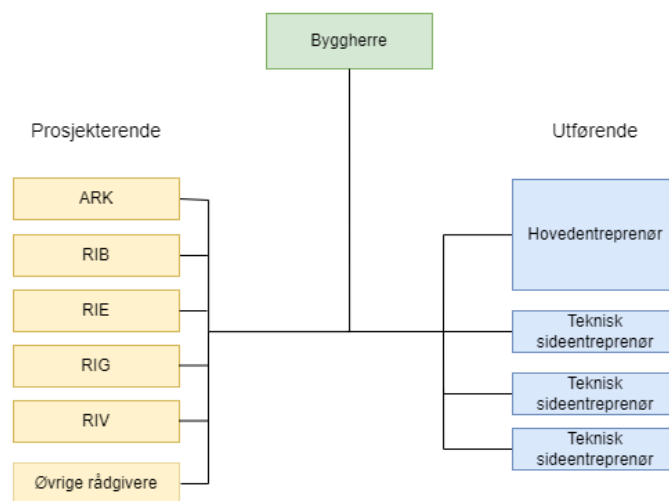 Byggherre
Prosjekterende
ARK
RIB
RIE
RIG
RIV
Øvrige rådgivere
Utførende
Hovedentreprenør
Teknisk
sideentreprenør
Teknisk
sideentreprenør
Teknisk
sideentreprenør